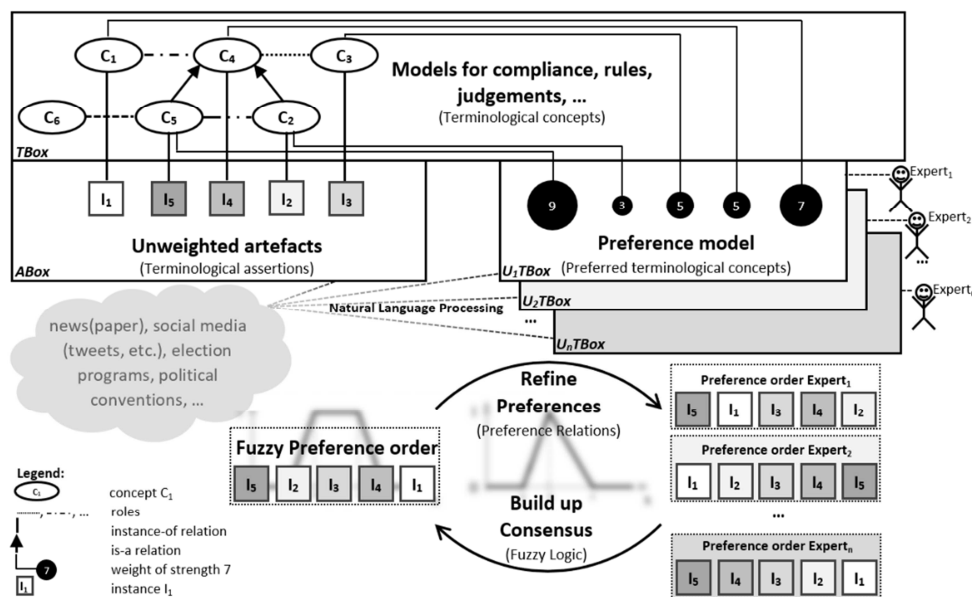 C1
C4
C3
Models for compliance, rules,
judgements, ...
(Terminological concepts)
C6
C5
C2
TBox
I1
I5
I4
I2
I3
9
3
5
5
7
Expert1
Unweighted artefacts
(Terminological assertions)
ABox
Preference model
(Preferred terminological concepts)
U1TBox
Expert2
...
U2TBox
...
UnTBox
Expert
Natural Language Processing
news(paper), social media
(tweets, etc.), election
programs, political
conventions, ...
Refine
Preferences
(Preference Relations)
Preference order Expert1
I5 I1 I3 I4 I2
Fuzzy Preference order
I5 I2 I3 I4 I1
Preference order Expert2
I1 I2 I3 I4 I5
...
Build up
Consensus
(Fuzzy Logic)
Preference order Expertn
I5 I4 I3 I2 I1
Legend:
C1 concept C1
, , ... roles
instance-of relation
is-a relation
7 weight of strength 7
I1 instance I1